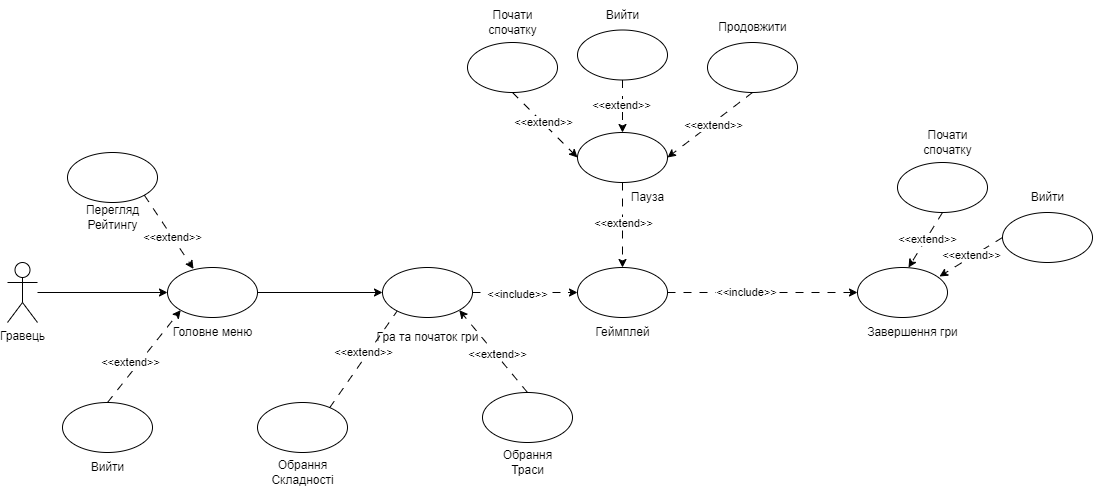 Почати
спочатку
Вийти
Продовжити
<<extend>>
<<extend>>
<<extend>>
Пауза
<<extend>>
Почати
спочатку
Вийти
<<extend>>
<<extend>>
Перегляд
Рейтингу
<<extend>>
Гравець
Головне меню
Гра та початок гри
<<include>>
Геймплей
<<include>>
Завершення гри
<<extend>>
<<extend>>
<<extend>>
Вийти
Обрання
Складності
Обрання
Траси